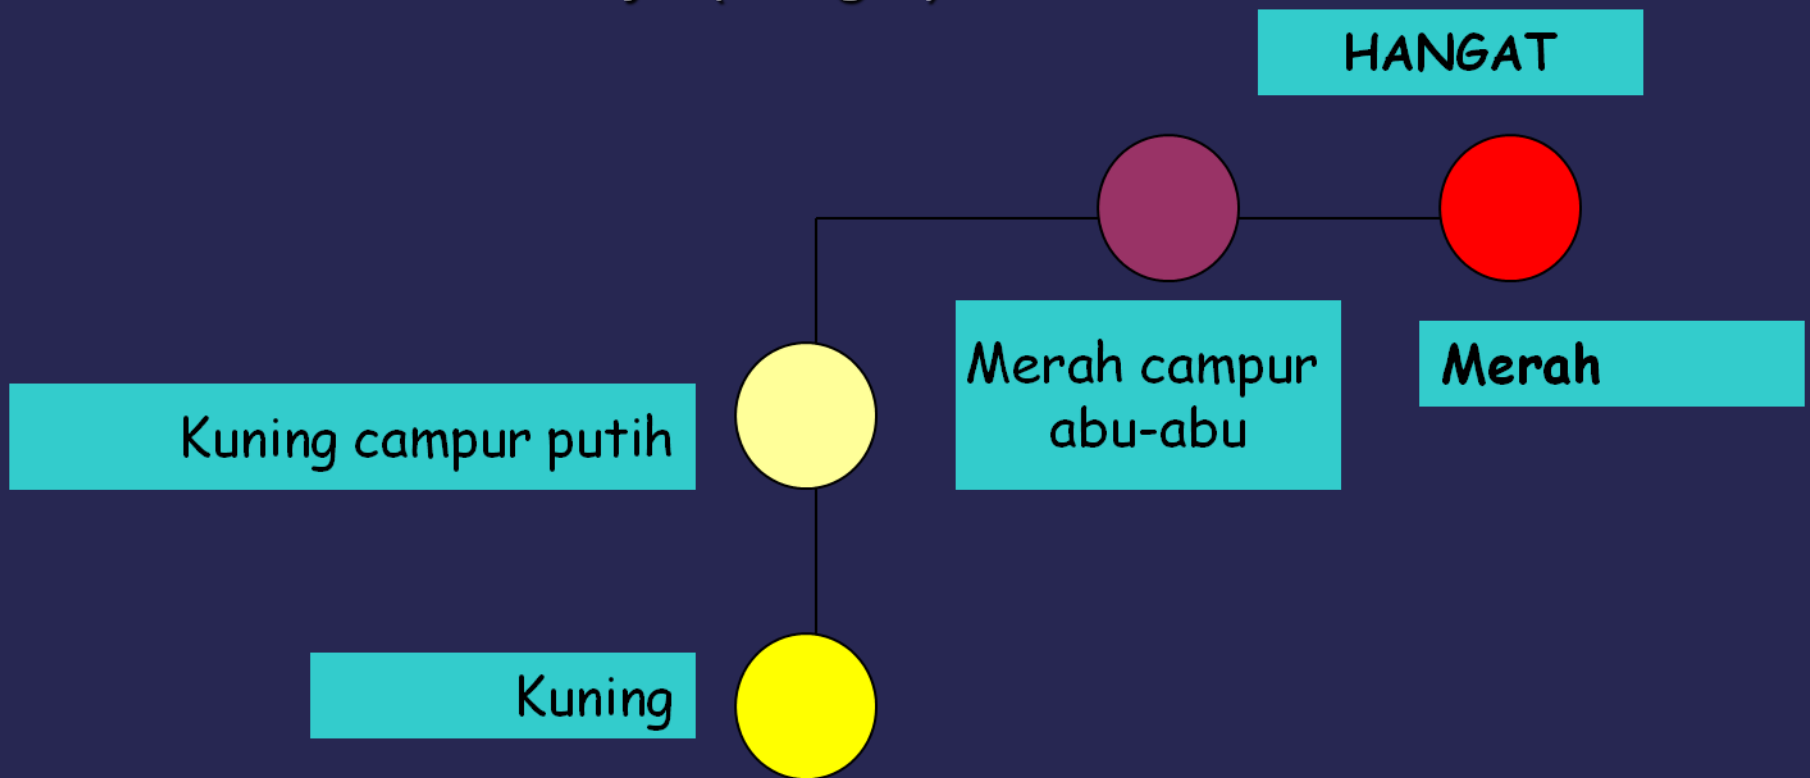 HANGAT
Merah campur
abu-abu
Merah
Kuning campur putih
Kuning